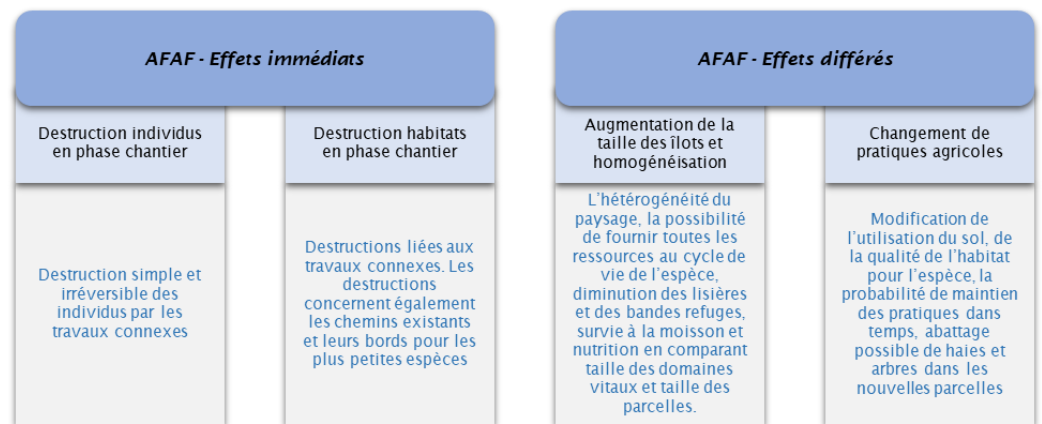 AFAF - Effets immédiats
Destruction individus
en phase chantier
Destruction simple et
irréversible des
individus par les
travaux connexes
Destruction habitats
en phase chantier
Destructions liées aux
travaux connexes. Les
destructions
concernent également
les chemins existants
et leurs bords pour les
plus petites espèces
AFAF - Effets différés
Augmentation de la
taille des îlots et
homogénéisation
L’hétérogénéité du
paysage, la possibilité
de fournir toutes les
ressources au cycle de
vie de l’espèce,
diminution des lisières
et des bandes refuges,
survie à la moisson et
nutrition en comparant
taille des domaines
vitaux et taille des
parcelles.
Changement de
pratiques agricoles
Modification de
l’utilisation du sol, de
la qualité de l’habitat
pour l’espèce, la
probabilité de maintien
des pratiques dans
temps, abattage
possible de haies et
arbres dans les
nouvelles parcelles